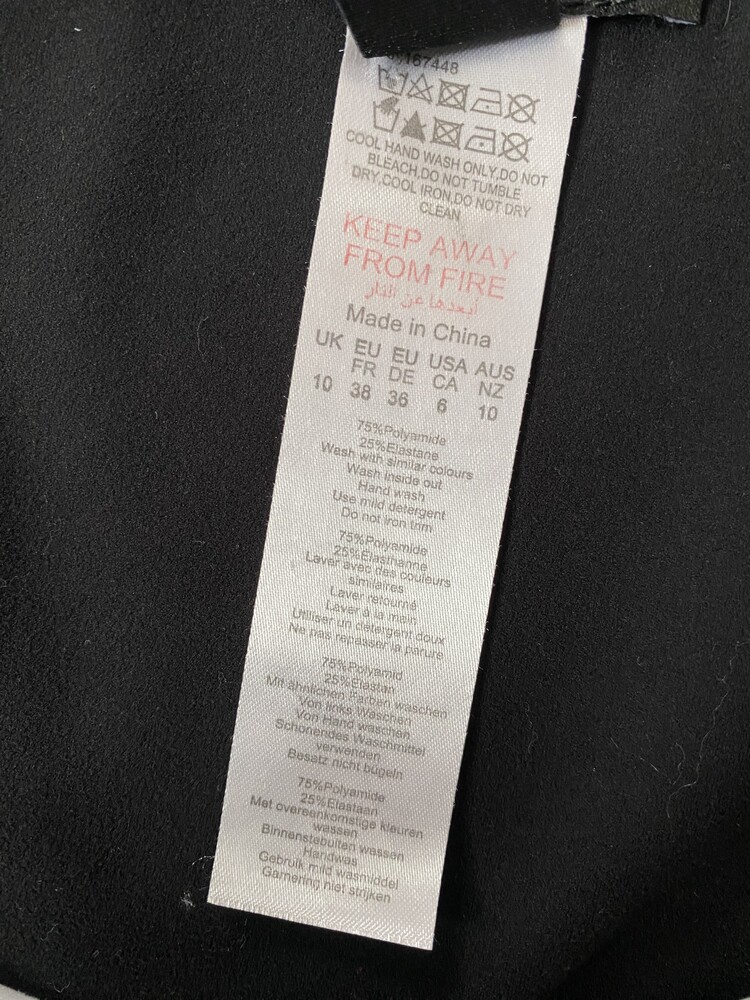 167448
COOL HAND WASH ONLY,DO NOT
BLEACH,DO NOT TUMBLE
DRY,COOL IRON,DO NOT DRY
CLEAN
KEEP AWAY
FROM FIRE
أبعدها عن النار
Made in China
UK EU EU USA AUS
FR DE CA NZ
10 38 36 6 10
75%Polyamide
25%Elastane
Wash with similar colours
Wash inside out
Hand wash
Use mild detergent
Do not iron trim
75%Polyamide
25%Elasthanne
Laver avec des couleurs
similaires
Laver retourné
Laver à la main
Utiliser un détergent doux
Ne pas repasser la parure
75%Polyamid
25%Elastan
Mit ähnlichen Farben waschen
Von links Waschen
Von Hand waschen
Schonendes Waschmittel
verwenden
Besatz nicht bügeln
75%Polyamide
25%Elastaan
Met overeenkomstige kleuren
wassen
Binnenstebuiten wassen
Handwas
Gebruik mild wasmiddel
Garnering niet strijken